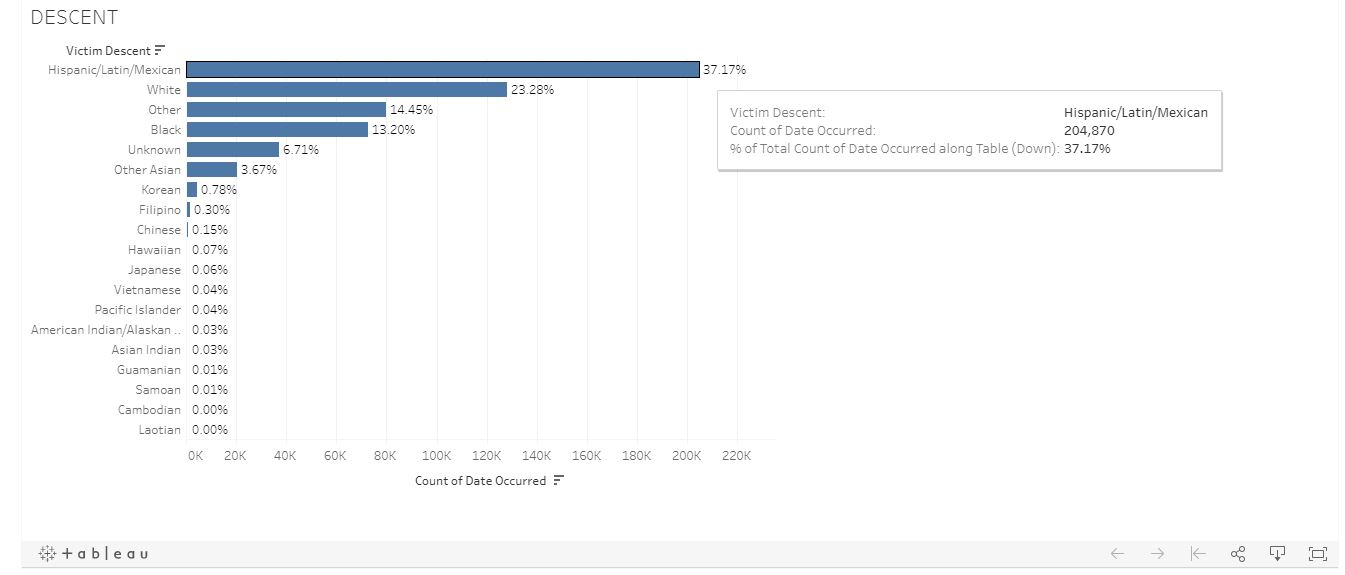 DESCENT
Victim Descent
Hispanic/Latin/Mexican 37.17%
White 23.28%
Other 14.45%
Black 13.20%
Unknown 6.71%
Other Asian 3.67%
Korean 0.78%
Filipino 0.30%
Chinese 0.15%
Hawaiian 0.07%
Japanese 0.06%
Vietnamese 0.04%
Pacific Islander 0.04%
American Indian/Alaskan .. 0.03%
Asian Indian 0.03%
Guamanian 0.01%
Samoan 0.01%
Cambodian 0.00%
Laotian 0.00%
0K 20K 40K 60K 80K 100K 120K 140K 160K 180K 200K 220K
Count of Date Occurred
Victim Descent: Hispanic/Latin/Mexican
Count of Date Occurred: 204,870
% of Total Count of Date Occurred along Table (Down): 37.17%
+ableau